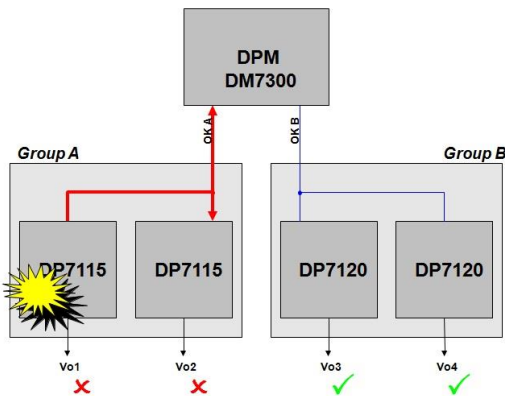 DPM
DM7300
OK A
OK B
Group A
Group B
DP7115
DP7115
DP7120
DP7120
Vo1
Vo2
Vo3
Vo4